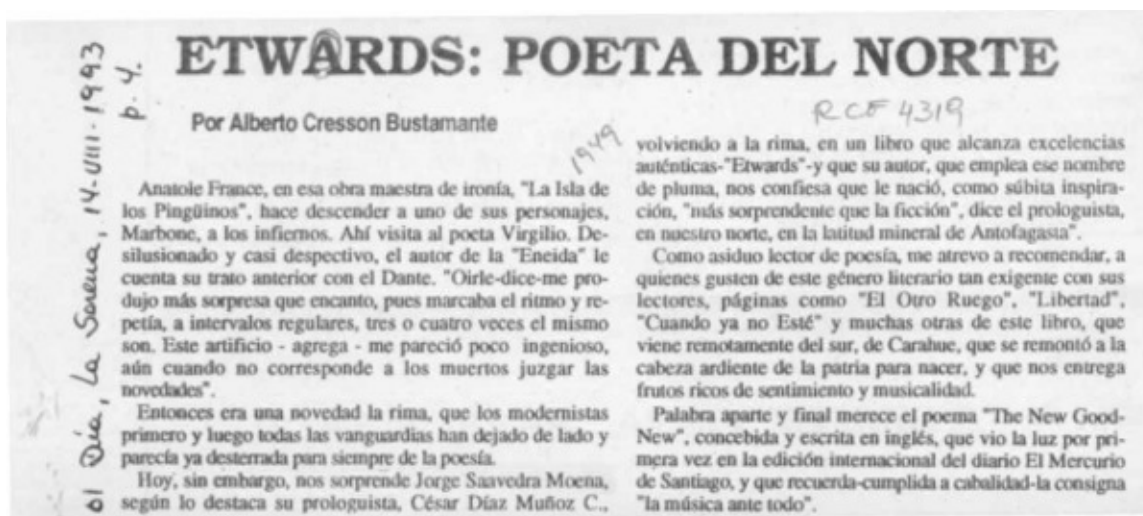 ETWARDS: POETA DEL NORTE
Por Alberto Cresson Bustamante
Anatole France, en esa obra maestra de ironía, "La Isla de
los Pingüinos", hace descender a uno de sus personajes,
Marbone, a los infiernos. Ahí visita al poeta Virgilio. De-
silusionado y casi despectivo, el autor de la "Eneida" le
cuenta su trato anterior con el Dante. "Oirle-dice-me pro-
dujo más sorpresa que encanto, pues marcaba el ritmo y re-
petía, a intervalos regulares, tres o cuatro veces el mismo
son. Este artificio - agrega - me pareció poco ingenioso,
aún cuando no corresponde a los muertos juzgar las
novedades".
Entonces era una novedad la rima, que los modernistas
primero y luego todas las vanguardias han dejado de lado y
parecía ya desterrada para siempre de la poesía.
Hoy, sin embargo, nos sorprende Jorge Saavedra Moena,
según lo destaca su prologuista, César Díaz Muñoz C.,
volviendo a la rima, en un libro que alcanza excelencias
auténticas-"Etwards"-y que su autor, que emplea ese nombre
de pluma, nos confiesa que le nació, como súbita inspira-
ción, "más sorprendente que la ficción", dice el prologuista,
en nuestro norte, en la latitud mineral de Antofagasta".
Como asiduo lector de poesía, me atrevo a recomendar, a
quienes gusten de este género literario tan exigente con sus
lectores, páginas como "El Otro Ruego", "Libertad",
"Cuando ya no Esté" y muchas otras de este libro, que
viene remotamente del sur, de Carahue, que se remontó a la
cabeza ardiente de la patria para nacer, y que nos entrega
frutos ricos de sentimiento y musicalidad.
Palabra aparte y final merece el poema "The New Good-
New", concebida y escrita en inglés, que vio la luz por pri-
mera vez en la edición internacional del diario El Mercurio
de Santiago, y que recuerda-cumplida a cabalidad-la consigna
"la música ante todo".
RCF 4319
1949
Día, La Serena, 14-VIII-1993
p. 4.